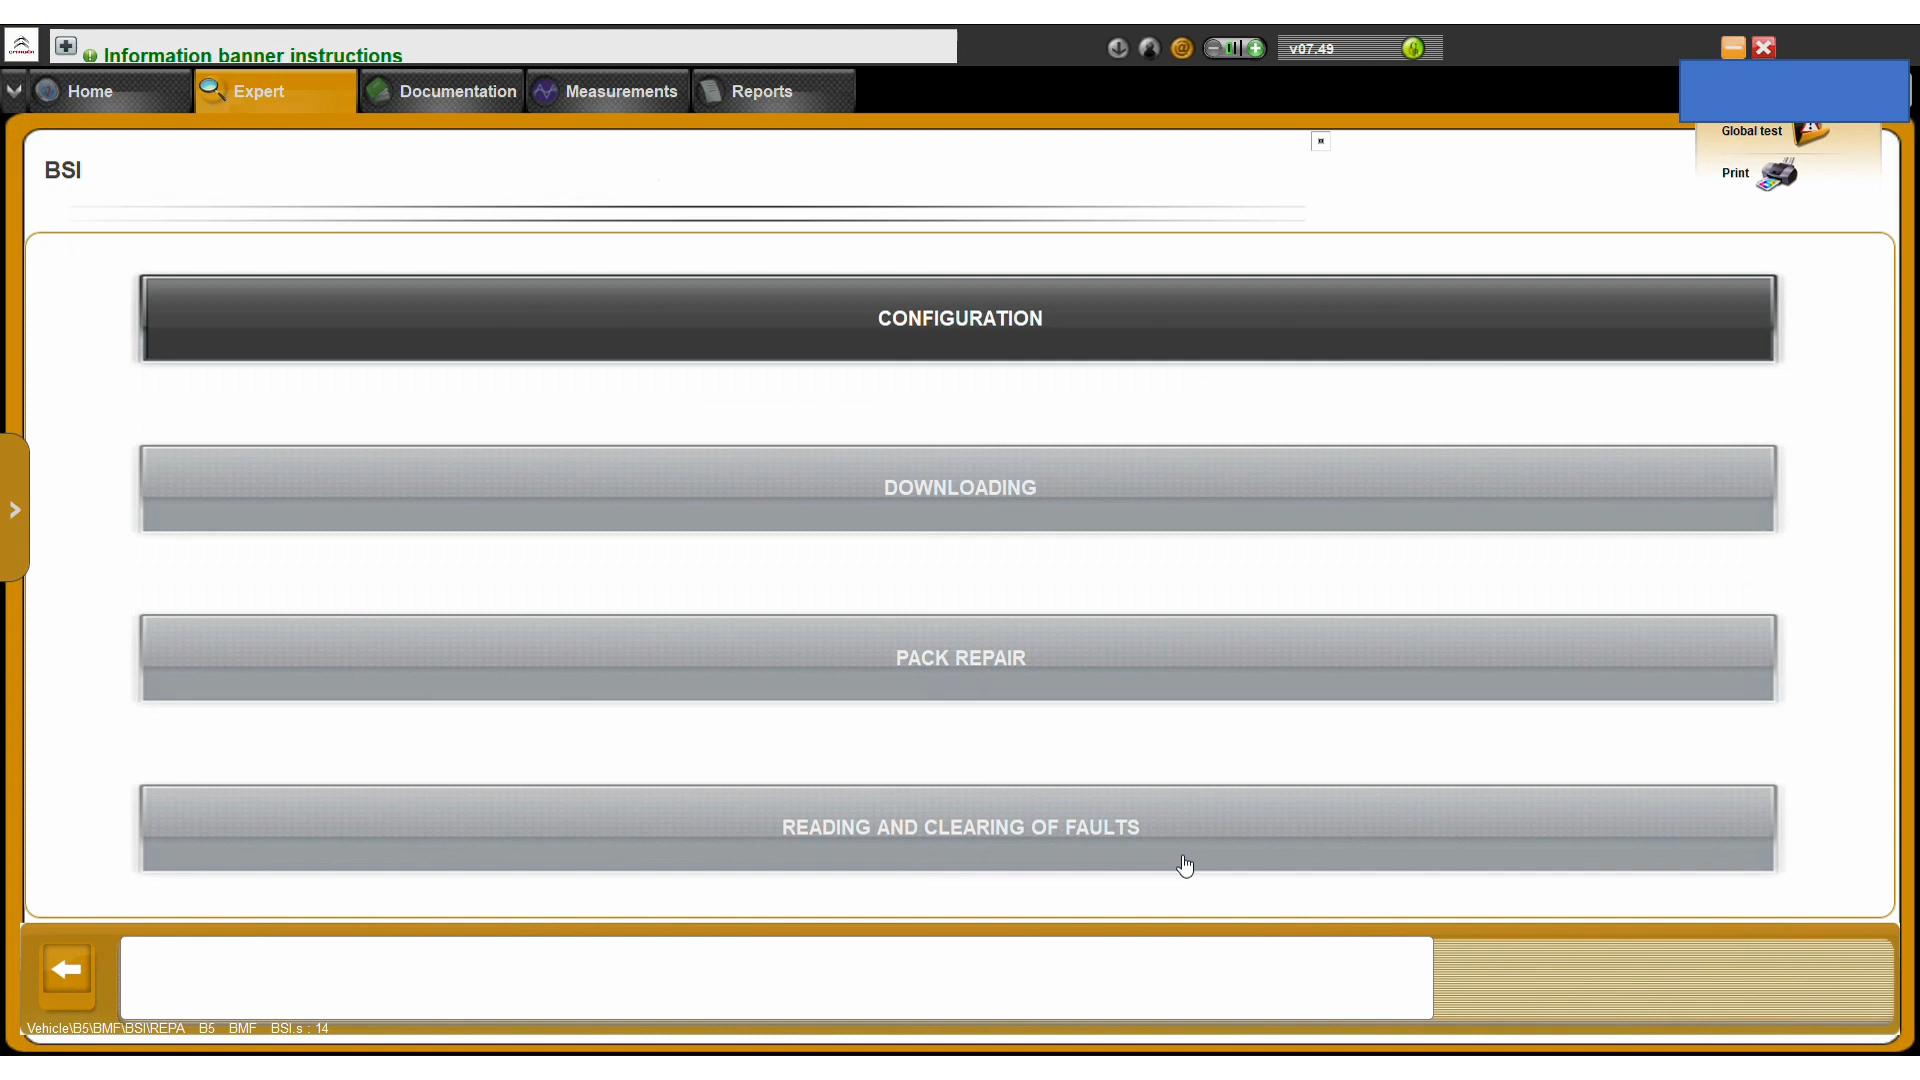 Information banner instructions
v07.49
Home
Expert
Documentation
Measurements
Reports
Global test
BSI
Print
CONFIGURATION
DOWNLOADING
PACK REPAIR
READING AND CLEARING OF FAULTS
Vehicle\B5\BMF\BSI\REPA B5 BMF BSI.s : 14